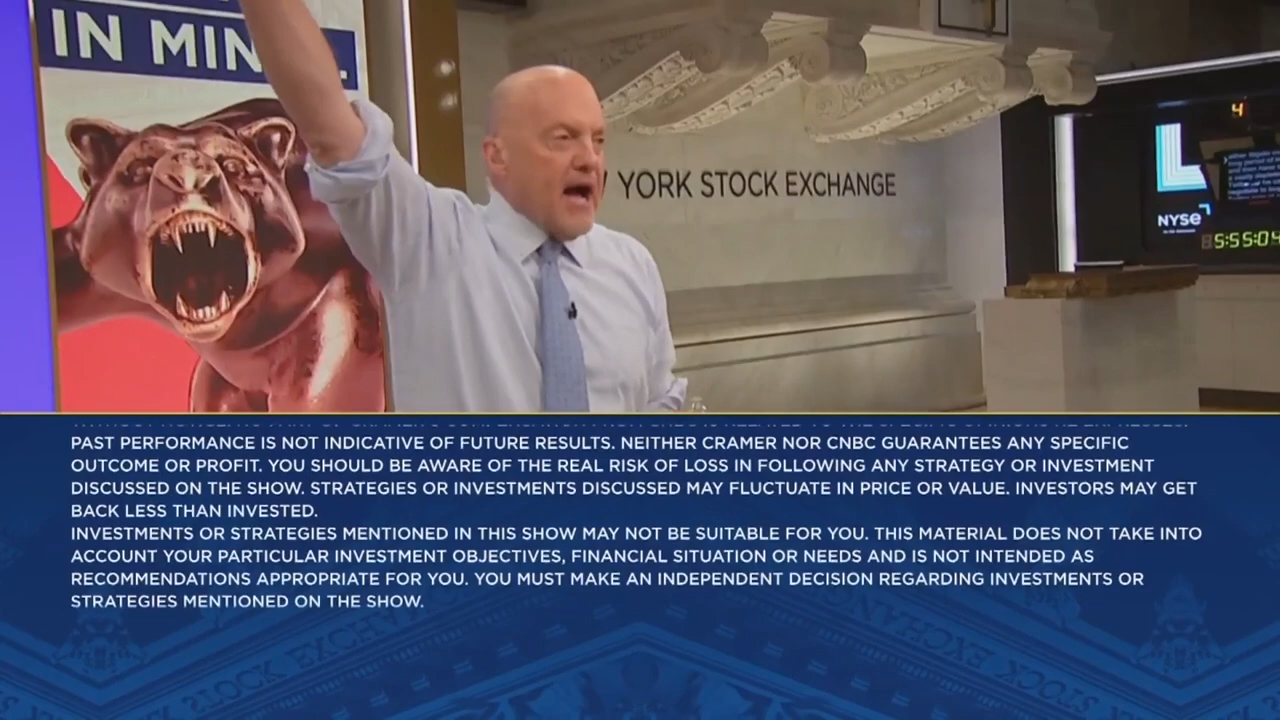 IN MIN
YORK STOCK EXCHANGE
4
NYSE
5:55:04
PAST PERFORMANCE IS NOT INDICATIVE OF FUTURE RESULTS. NEITHER CRAMER NOR CNBC GUARANTEES ANY SPECIFIC
OUTCOME OR PROFIT. YOU SHOULD BE AWARE OF THE REAL RISK OF LOSS IN FOLLOWING ANY STRATEGY OR INVESTMENT
DISCUSSED ON THE SHOW. STRATEGIES OR INVESTMENTS DISCUSSED MAY FLUCTUATE IN PRICE OR VALUE. INVESTORS MAY GET
BACK LESS THAN INVESTED.
INVESTMENTS OR STRATEGIES MENTIONED IN THIS SHOW MAY NOT BE SUITABLE FOR YOU. THIS MATERIAL DOES NOT TAKE INTO
ACCOUNT YOUR PARTICULAR INVESTMENT OBJECTIVES, FINANCIAL SITUATION OR NEEDS AND IS NOT INTENDED AS
RECOMMENDATIONS APPROPRIATE FOR YOU. YOU MUST MAKE AN INDEPENDENT DECISION REGARDING INVESTMENTS OR
STRATEGIES MENTIONED ON THE SHOW.